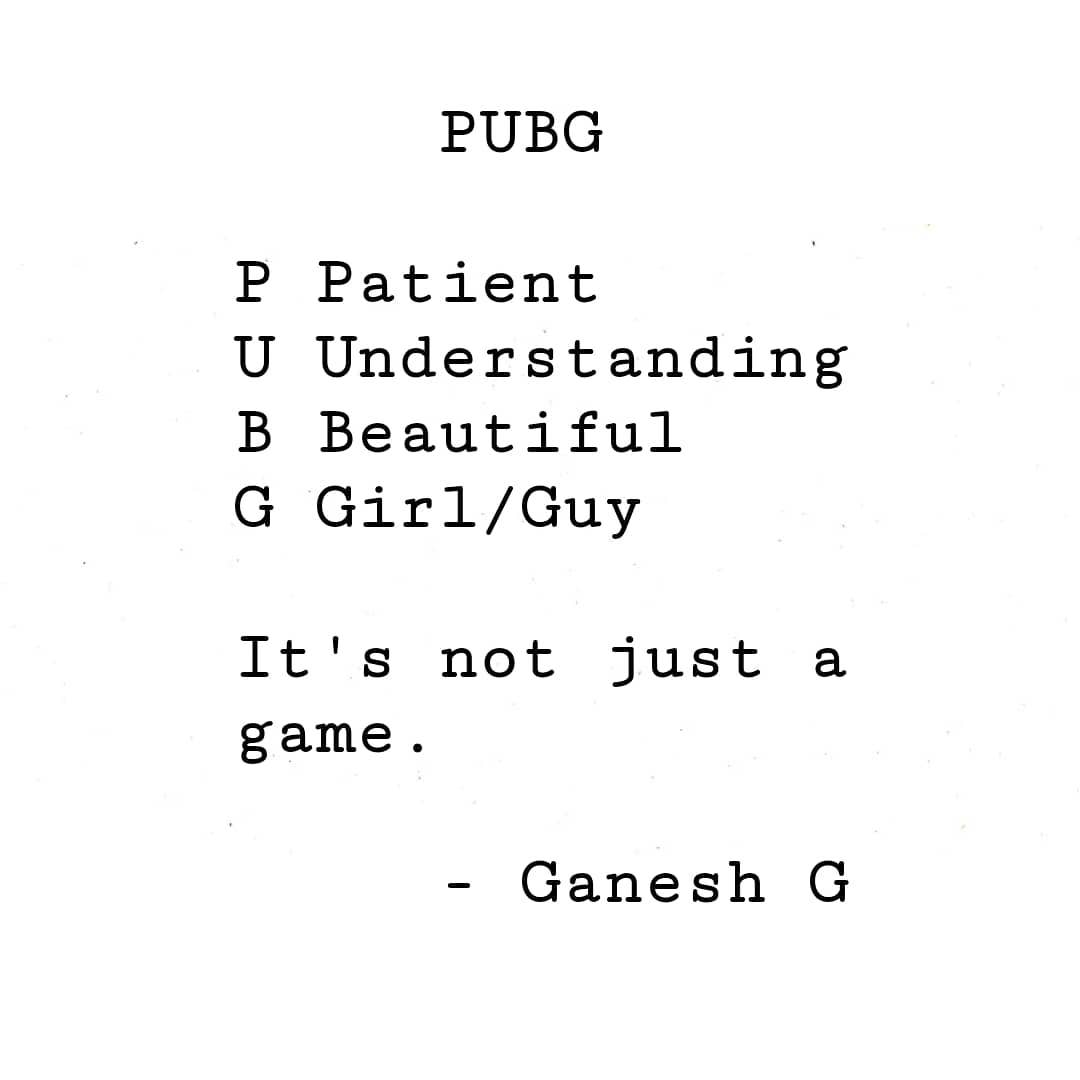 PUBG
P Patient
U Understanding
B Beautiful
G Girl/Guy
It's not just a
game.
- Ganesh G